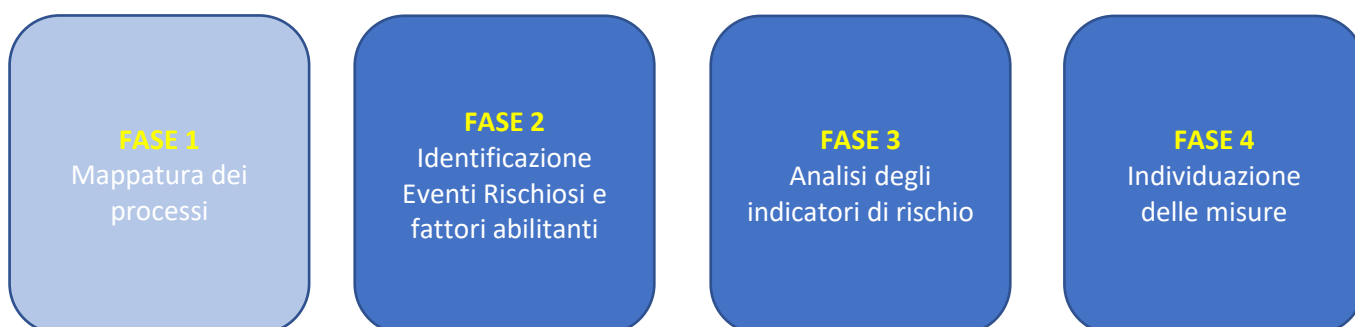 FASE 1
Mappatura dei
processi
FASE 2
Identificazione
Eventi Rischiosi e
fattori abilitanti
FASE 3
Analisi degli
indicatori di rischio
FASE 4
Individuazione
delle misure